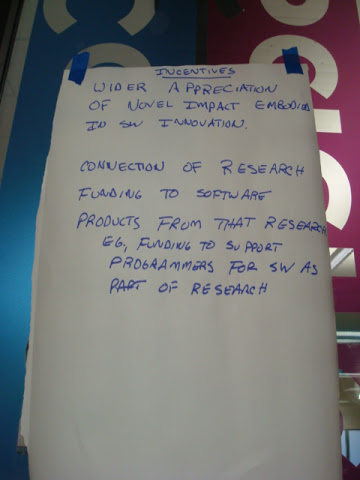 INCENTIVES
WIDER APPRECIATION
OF NOVEL IMPACT EMBODIED
IN SW INNOVATION.
CONNECTION OF RESEARCH
FUNDING TO SOFTWARE
PRODUCTS FROM THAT RESEARCH
EG, FUNDING TO SUPPORT
PROGRAMMERS FOR SW AS
PART OF RESEARCH